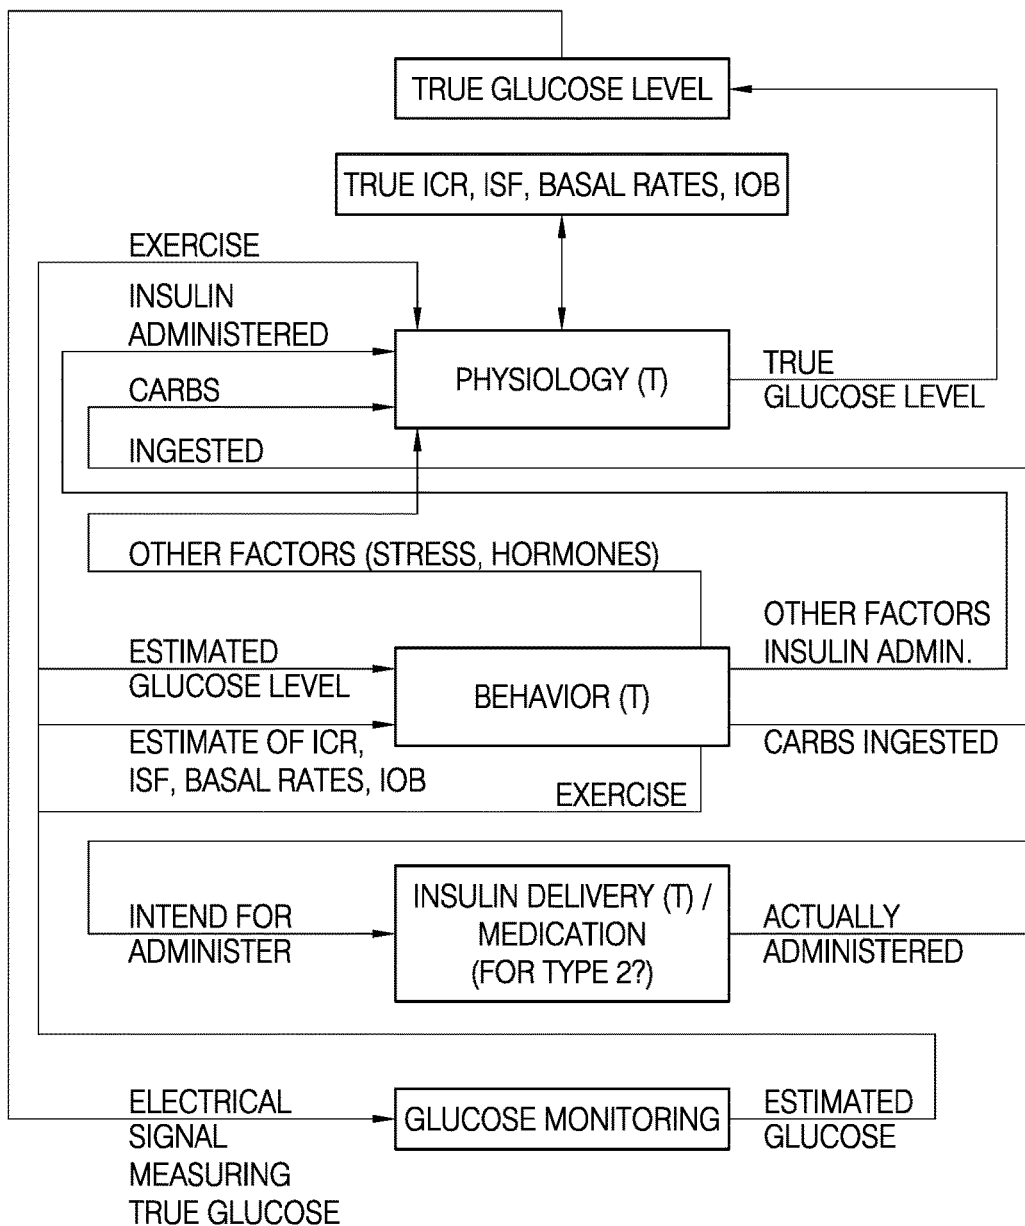 TRUE GLUCOSE LEVEL
TRUE ICR, ISF, BASAL RATES, IOB
EXERCISE
INSULIN
ADMINISTERED
CARBS
INGESTED
PHYSIOLOGY (T)
TRUE
GLUCOSE LEVEL
OTHER FACTORS (STRESS, HORMONES)
OTHER FACTORS
INSULIN ADMIN.
ESTIMATED
GLUCOSE LEVEL
BEHAVIOR (T)
ESTIMATE OF ICR,
ISF, BASAL RATES, IOB
CARBS INGESTED
EXERCISE
INTEND FOR
ADMINISTER
INSULIN DELIVERY (T) /
MEDICATION
(FOR TYPE 2?)
ACTUALLY
ADMINISTERED
ELECTRICAL
SIGNAL
MEASURING
TRUE GLUCOSE
GLUCOSE MONITORING
ESTIMATED
GLUCOSE